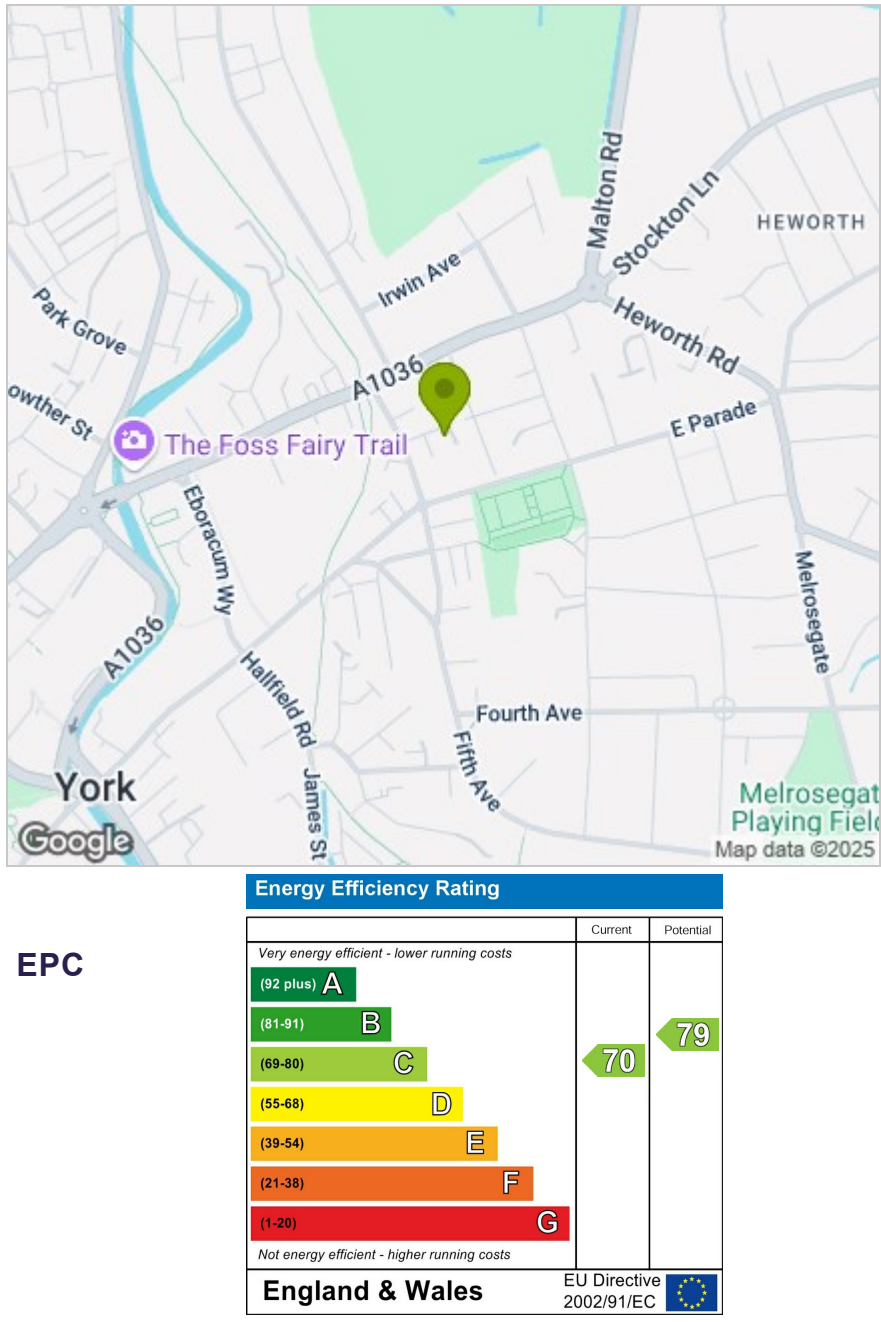 Malton Rd
Stockton Ln
HEWORTH
Irwin Ave
Park Grove
Heworth Rd
A1036
owther St
E Parade
The Foss Fairy Trail
Eboracum Wy
Melrosegate
A1036
Hallfield Rd
Fourth Ave
Fifth Ave
James St
York
Melrosegat
Playing Field
Google
Map data ©2025
Energy Efficiency Rating
EPC
Current
Potential
Very energy efficient - lower running costs
(92 plus) A
(81-91) B
(69-80) C
(55-68) D
(39-54) E
(21-38) F
(1-20) G
70
79
Not energy efficient - higher running costs
England & Wales
EU Directive
2002/91/EC